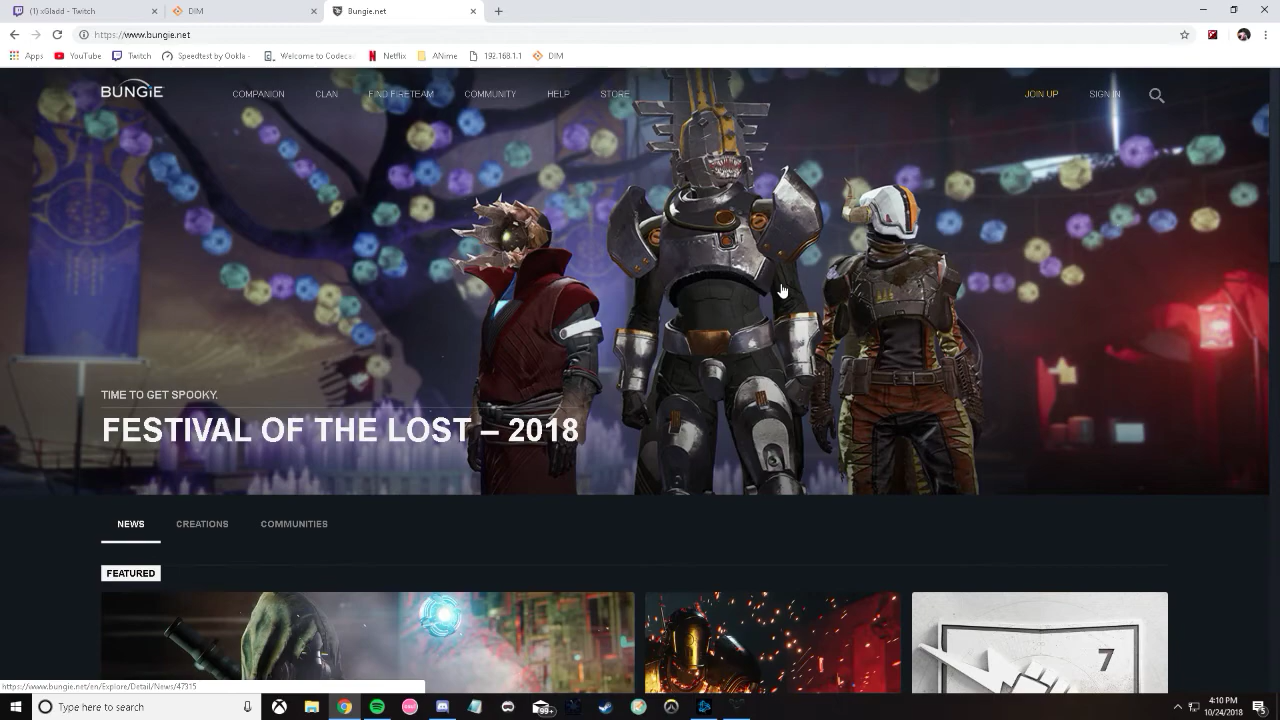 (1) xGladd - Twitch
DIM
Bungie.net
https://www.bungie.net
Apps
YouTube
Twitch
Speedtest by Ookla -
Welcome to Codeca
Netflix
ANime
192.168.1.1
DIM
BUNGiE
COMPANION
CLAN
FIND FIRETEAM
COMMUNITY
HELP
STORE
JOIN UP
SIGN IN
TIME TO GET SPOOKY.
FESTIVAL OF THE LOST – 2018
NEWS
CREATIONS
COMMUNITIES
FEATURED
7
https://www.bungie.net/en/Explore/Detail/News/47315
Type here to search
99+
4:10 PM
10/24/2018